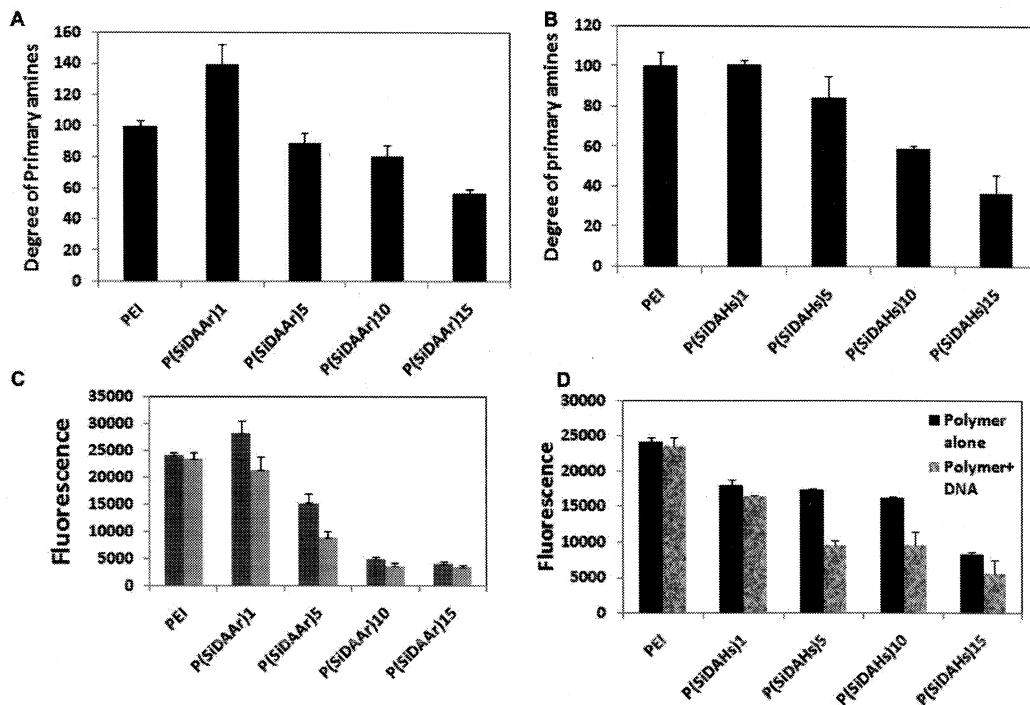 A
Degree of Primary amines
160
140
120
100
80
60
40
20
0
PEI
P(SiDAAr)1
P(SiDAAr)5
P(SiDAAr)10
P(SiDAAr)15
B
Degree of primary amines
120
100
80
60
40
20
0
PEI
P(SiDAHs)1
P(SiDAHs)5
P(SiDAHs)10
P(SiDAHs)15
C
Fluorescence
35000
30000
25000
20000
15000
10000
5000
0
PEI
P(SiDAAr)1
P(SiDAAr)5
P(SiDAAr)10
P(SiDAAr)15
D
Fluorescence
30000
25000
20000
15000
10000
5000
0
Polymer
alone
Polymer+
DNA
PEI
P(SiDAHs)1
P(SiDAHs)5
P(SiDAHs)10
P(SiDAHs)15